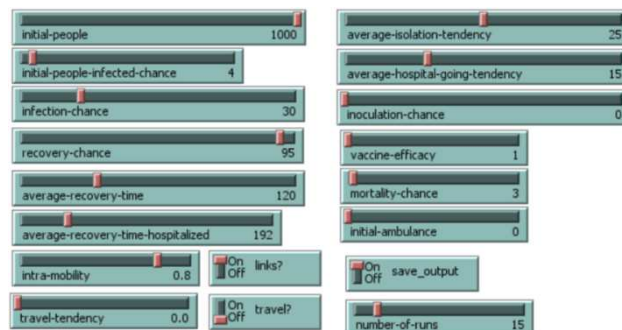 initial-people 1000
initial-people-infected-chance 4
infection-chance 30
recovery-chance 95
average-recovery-time 120
average-recovery-time-hospitalized 192
intra-mobility 0.8
On
Off
links?
travel-tendency 0.0
On
Off
travel?
average-isolation-tendency 25
average-hospital-going-tendency 15
inoculation-chance 0
vaccine-efficacy 1
mortality-chance 3
initial-ambulance 0
On
Off
save_output
number-of-runs 15